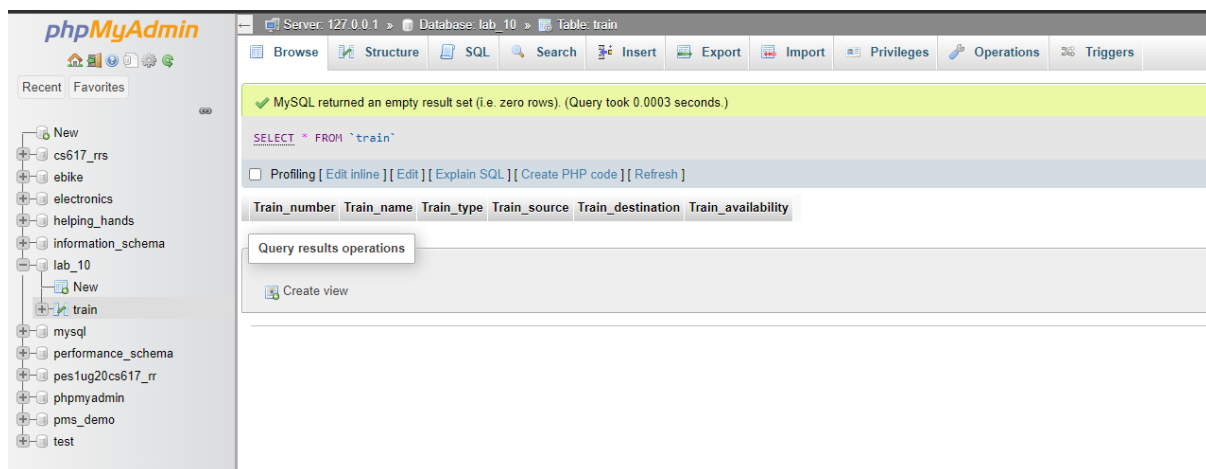 phpMyAdmin
Recent Favorites
New
cs617_rrs
ebike
electronics
helping_hands
information_schema
lab_10
New
train
mysql
performance_schema
pes1ug20cs617_rr
phpmyadmin
pms_demo
test
Server: 127.0.0.1 » Database: lab_10 » Table: train
Browse Structure SQL Search Insert Export Import Privileges Operations Triggers
MySQL returned an empty result set (i.e. zero rows). (Query took 0.0003 seconds.)
SELECT * FROM `train`
Profiling [ Edit inline ] [ Edit ] [ Explain SQL ] [ Create PHP code ] [ Refresh ]
Train_number Train_name Train_type Train_source Train_destination Train_availability
Query results operations
Create view